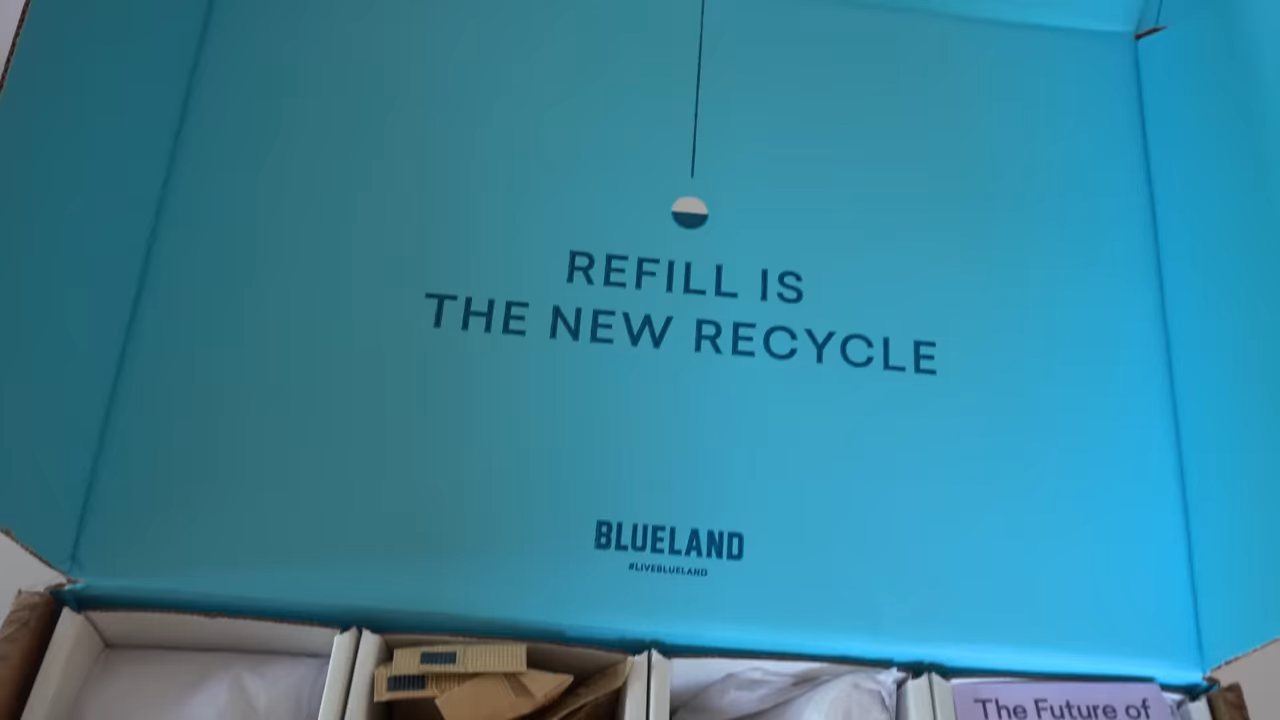 REFILL IS
THE NEW RECYCLE
BLUELAND
#LIVEBLUELAND
The Future of